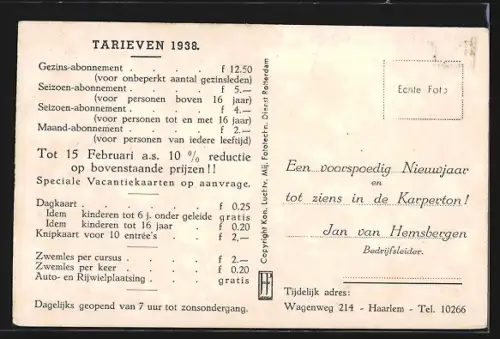 TARIEVEN 1938.
Gezins-abonnement . . . . . f 12.50
(voor onbeperkt aantal gezinsleden)
Seizoen-abonnement . . . . . f 5.—
(voor personen boven 16 jaar)
Seizoen-abonnement . . . . . f 4.—
(voor personen tot en met 16 jaar)
Maand-abonnement . . . . . f 2.—
(voor personen van iedere leeftijd)
Tot 15 Februari a.s. 10 % reductie
op bovenstaande prijzen!!
Speciale Vacantiekaarten op aanvrage.
Dagkaart . . . . . f 0.25
Idem kinderen tot 6 j. onder geleide gratis
Idem kinderen tot 16 jaar . . f 0.20
Knipkaart voor 10 entrée's . . f 2,—
Zwemles per cursus . . . . f 2.—
Zwemles per keer . . . . f 0.20
Auto- en Rijwielplaatsing . . . gratis
Dagelijks geopend van 7 uur tot zonsondergang.
Copyright Kon. Luchtv. Mij. Fototechn. Dienst Rotterdam
Echte Foto
Een voorspoedig Nieuwjaar
en
tot ziens in de Karperton!
Jan van Hemsbergen
Bedrijfsleider.
Tijdelijk adres:
Wagenweg 214 - Haarlem - Tel. 10266